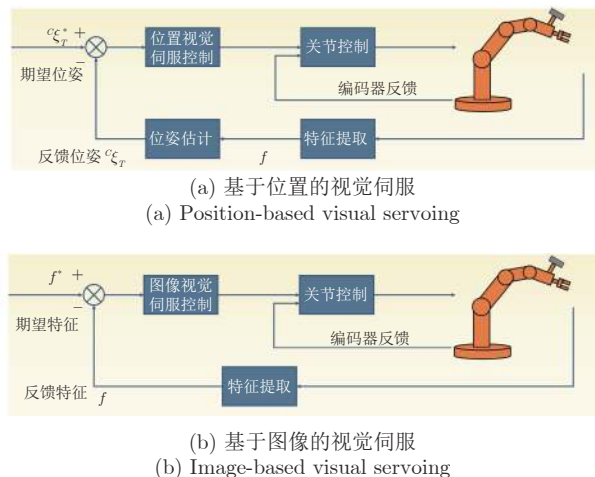 ᶜξ_T^* +
位置视觉
伺服控制
关节控制
期望位姿 −
编码器反馈
位姿估计
特征提取
反馈位姿 ᶜξ_T
f
(a) 基于位置的视觉伺服
(a) Position-based visual servoing
f* +
图像视觉
伺服控制
关节控制
期望特征 −
编码器反馈
特征提取
反馈特征 f
(b) 基于图像的视觉伺服
(b) Image-based visual servoing